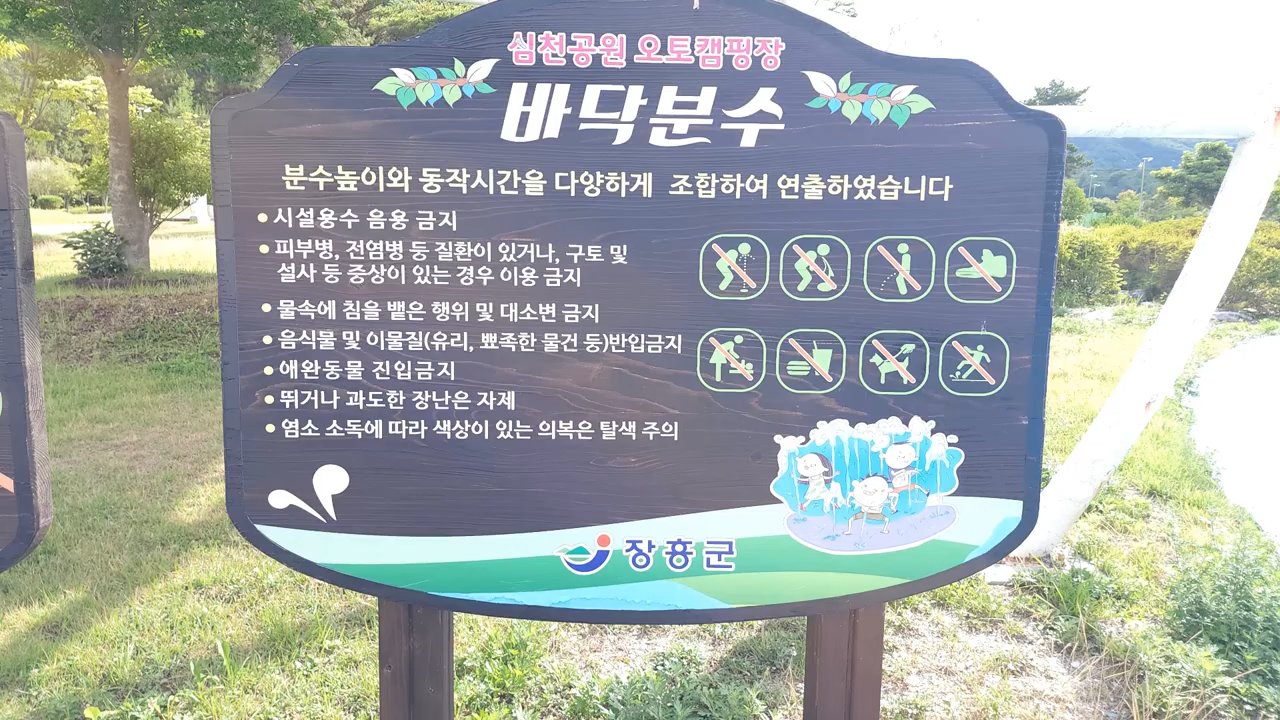 심천공원 오토캠핑장
바닥분수
분수높이와 동작시간을 다양하게 조합하여 연출하였습니다
• 시설용수 음용 금지
• 피부병, 전염병 등 질환이 있거나, 구토 및
설사 등 증상이 있는 경우 이용 금지
• 물속에 침을 뱉은 행위 및 대소변 금지
• 음식물 및 이물질(유리, 뾰족한 물건 등)반입금지
• 애완동물 진입금지
• 뛰거나 과도한 장난은 자제
• 염소 소독에 따라 색상이 있는 의복은 탈색 주의
장흥군